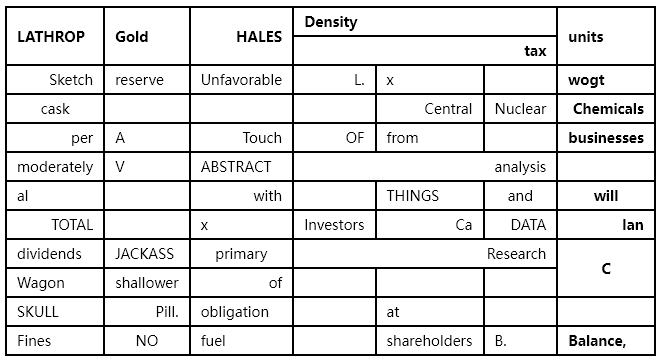 LATHROP Gold HALES Density units
tax
Sketch reserve Unfavorable L. x wogt
cask Central Nuclear Chemicals
per A Touch OF from businesses
moderately V ABSTRACT analysis
al with THINGS and will
TOTAL x Investors Ca DATA lan
dividends JACKASS primary Research C
Wagon shallower of
SKULL Pill. obligation at
Fines NO fuel shareholders B. Balance,